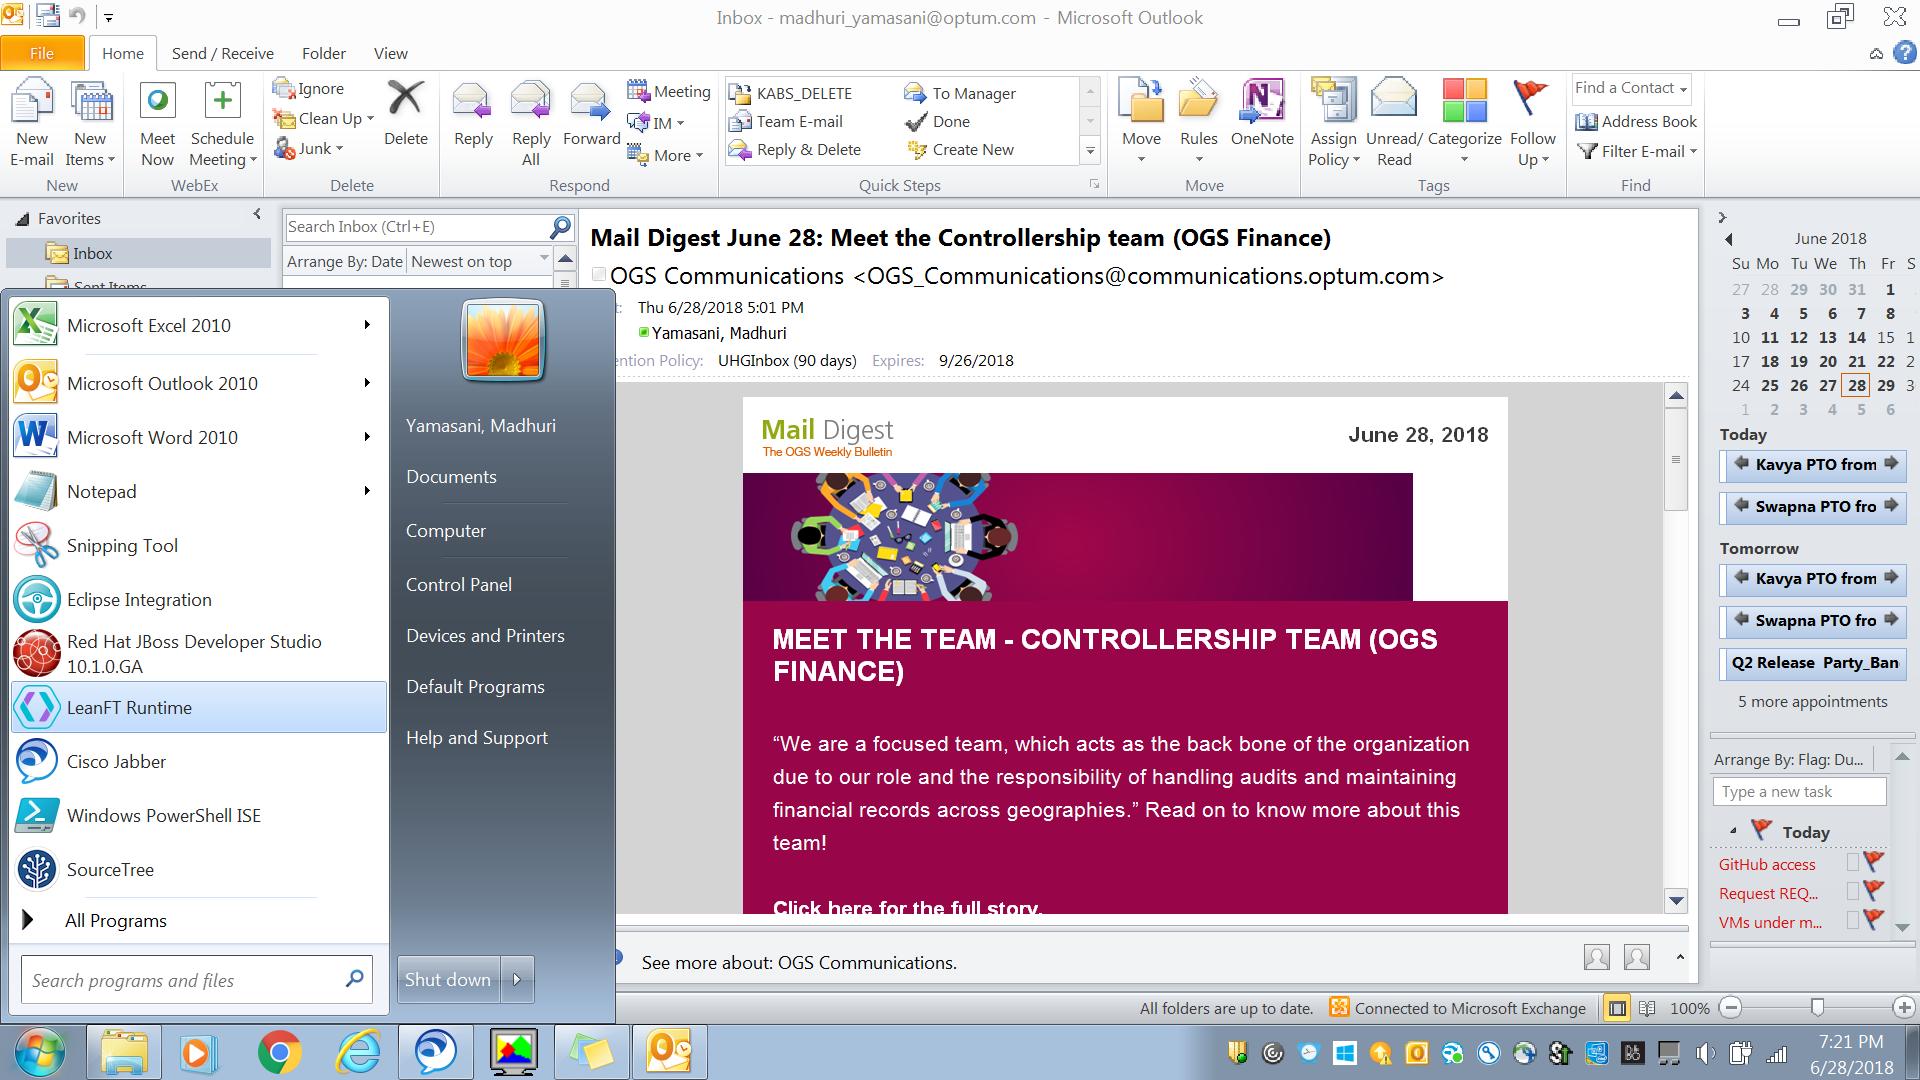 Inbox - madhuri_yamasani@optum.com - Microsoft Outlook
File Home Send / Receive Folder View
New E-mail
New Items
New
Meet Now
Schedule Meeting
WebEx
Ignore
Clean Up
Junk
Delete
Delete
Reply
Reply All
Forward
Meeting
IM
More
Respond
KABS_DELETE
Team E-mail
Reply & Delete
To Manager
Done
Create New
Quick Steps
Move
Rules
OneNote
Move
Assign Policy
Unread/ Read
Categorize
Follow Up
Tags
Find a Contact
Address Book
Filter E-mail
Find
Favorites
Inbox
Sent Items
Search Inbox (Ctrl+E)
Arrange By: Date Newest on top
Microsoft Excel 2010
Microsoft Outlook 2010
Microsoft Word 2010
Notepad
Snipping Tool
Eclipse Integration
Red Hat JBoss Developer Studio
10.1.0.GA
LeanFT Runtime
Cisco Jabber
Windows PowerShell ISE
SourceTree
All Programs
Search programs and files
Yamasani, Madhuri
Documents
Computer
Control Panel
Devices and Printers
Default Programs
Help and Support
Shut down
Mail Digest June 28: Meet the Controllership team (OGS Finance)
OGS Communications <OGS_Communications@communications.optum.com>
Thu 6/28/2018 5:01 PM
Yamasani, Madhuri
Policy: UHGInbox (90 days) Expires: 9/26/2018
Mail Digest
The OGS Weekly Bulletin
June 28, 2018
MEET THE TEAM - CONTROLLERSHIP TEAM (OGS
FINANCE)
“We are a focused team, which acts as the back bone of the organization
due to our role and the responsibility of handling audits and maintaining
financial records across geographies.” Read on to know more about this
team!
Click here for the full story.
See more about: OGS Communications.
June 2018
Su Mo Tu We Th Fr S
27 28 29 30 31 1
3 4 5 6 7 8
10 11 12 13 14 15 1
17 18 19 20 21 22 2
24 25 26 27 28 29 3
1 2 3 4 5 6
Today
Kavya PTO from
Swapna PTO fro
Tomorrow
Kavya PTO from
Swapna PTO fro
Q2 Release Party_Ban
5 more appointments
Arrange By: Flag: Du...
Type a new task
Today
GitHub access
Request REQ...
VMs under m...
All folders are up to date. Connected to Microsoft Exchange 100%
7:21 PM
6/28/2018